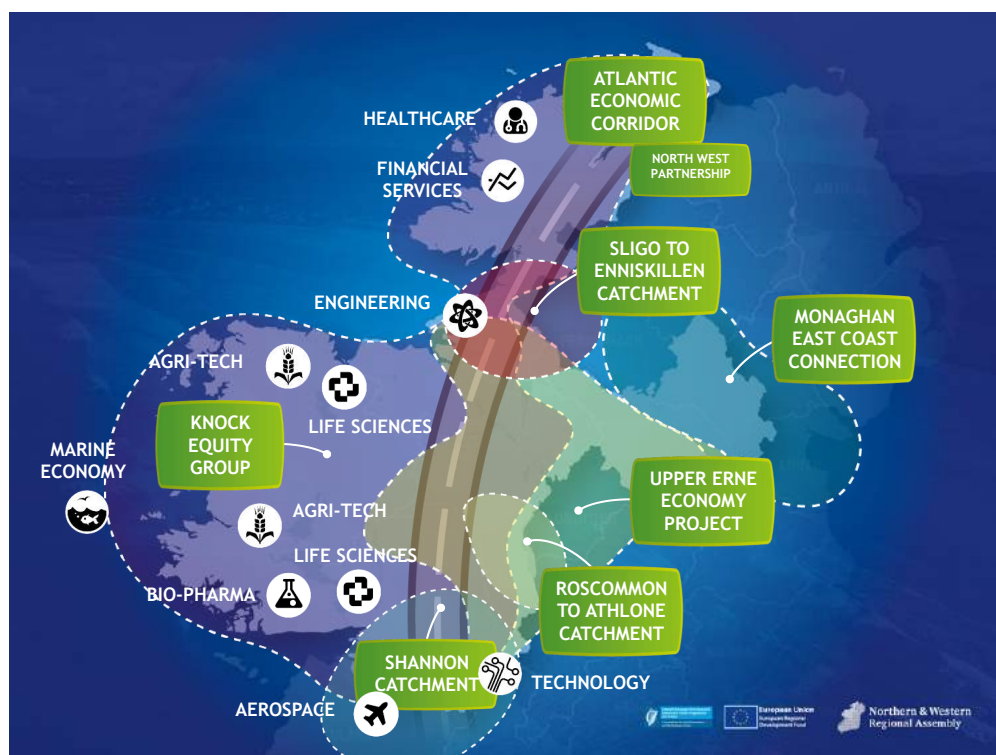 ATLANTIC
ECONOMIC
CORRIDOR
HEALTHCARE
NORTH WEST
PARTNERSHIP
FINANCIAL
SERVICES
SLIGO TO
ENNISKILLEN
CATCHMENT
ENGINEERING
MONAGHAN
EAST COAST
CONNECTION
AGRI-TECH
LIFE SCIENCES
KNOCK
EQUITY
GROUP
MARINE
ECONOMY
UPPER ERNE
ECONOMY
PROJECT
AGRI-TECH
LIFE SCIENCES
BIO-PHARMA
ROSCOMMON
TO ATHLONE
CATCHMENT
SHANNON
CATCHMENT
TECHNOLOGY
AEROSPACE
European Union
European Regional
Development Fund
Northern & Western
Regional Assembly